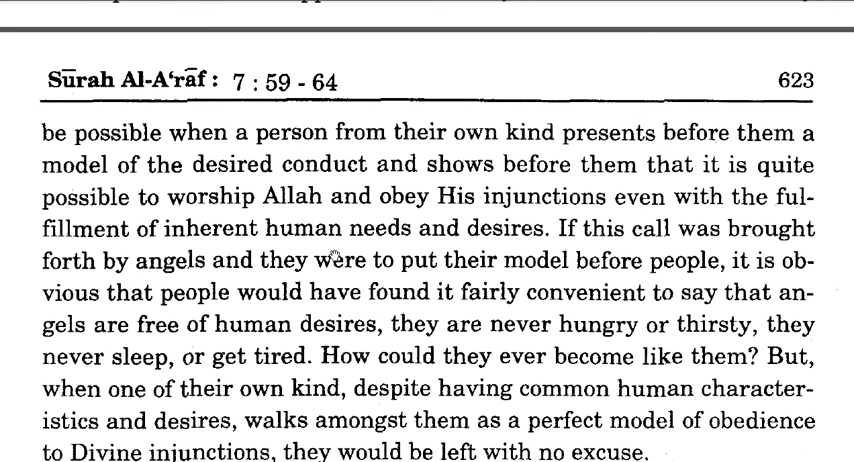 Sūrah Al-A‘rāf : 7 : 59 - 64 623
be possible when a person from their own kind presents before them a
model of the desired conduct and shows before them that it is quite
possible to worship Allah and obey His injunctions even with the ful-
fillment of inherent human needs and desires. If this call was brought
forth by angels and they were to put their model before people, it is ob-
vious that people would have found it fairly convenient to say that an-
gels are free of human desires, they are never hungry or thirsty, they
never sleep, or get tired. How could they ever become like them? But,
when one of their own kind, despite having common human character-
istics and desires, walks amongst them as a perfect model of obedience
to Divine injunctions, they would be left with no excuse.